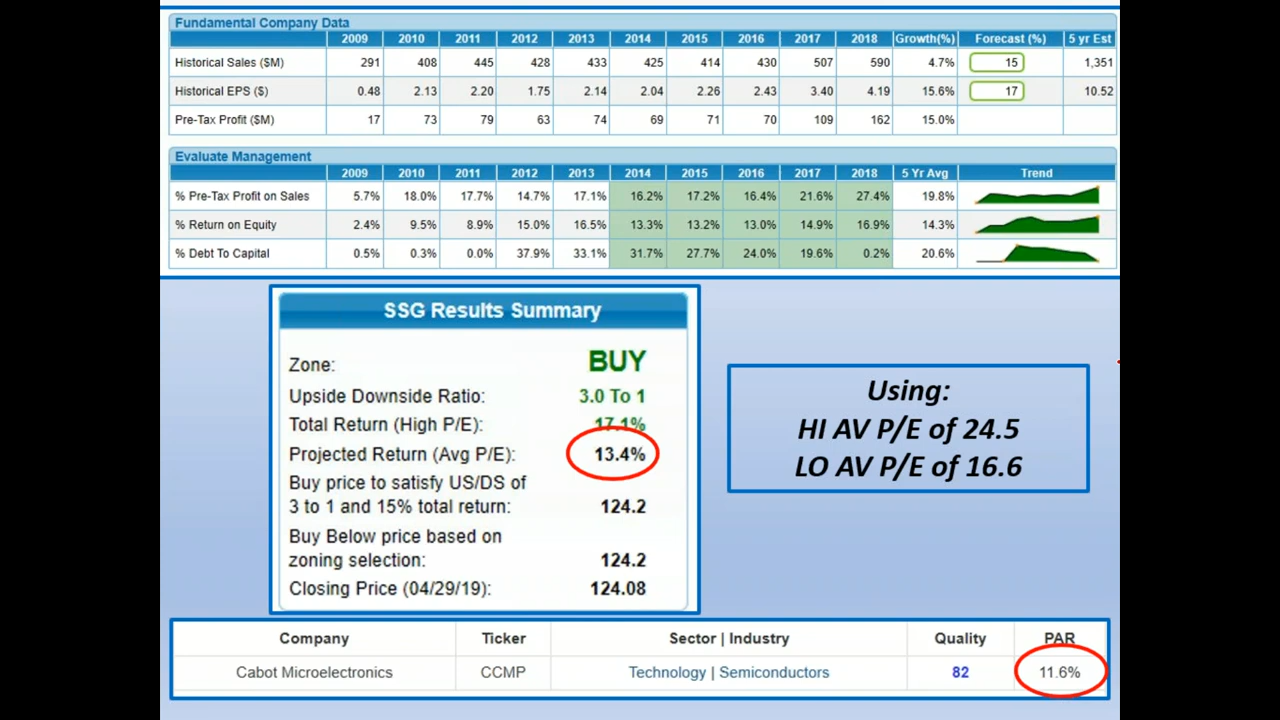 Fundamental Company Data
2009 2010 2011 2012 2013 2014 2015 2016 2017 2018 Growth(%) Forecast (%) 5 yr Est
Historical Sales ($M) 291 408 445 428 433 425 414 430 507 590 4.7% 15 1,351
Historical EPS ($) 0.48 2.13 2.20 1.75 2.14 2.04 2.26 2.43 3.40 4.19 15.6% 17 10.52
Pre-Tax Profit ($M) 17 73 79 63 74 69 71 70 109 162 15.0%
Evaluate Management
2009 2010 2011 2012 2013 2014 2015 2016 2017 2018 5 Yr Avg Trend
% Pre-Tax Profit on Sales 5.7% 18.0% 17.7% 14.7% 17.1% 16.2% 17.2% 16.4% 21.6% 27.4% 19.8%
% Return on Equity 2.4% 9.5% 8.9% 15.0% 16.5% 13.3% 13.2% 13.0% 14.9% 16.9% 14.3%
% Debt To Capital 0.5% 0.3% 0.0% 37.9% 33.1% 31.7% 27.7% 24.0% 19.6% 0.2% 20.6%
SSG Results Summary
Zone: BUY
Upside Downside Ratio: 3.0 To 1
Total Return (High P/E): 17.1%
Projected Return (Avg P/E): 13.4%
Buy price to satisfy US/DS of
3 to 1 and 15% total return: 124.2
Buy Below price based on
zoning selection: 124.2
Closing Price (04/29/19): 124.08
Using:
HI AV P/E of 24.5
LO AV P/E of 16.6
Company Ticker Sector | Industry Quality PAR
Cabot Microelectronics CCMP Technology | Semiconductors 82 11.6%